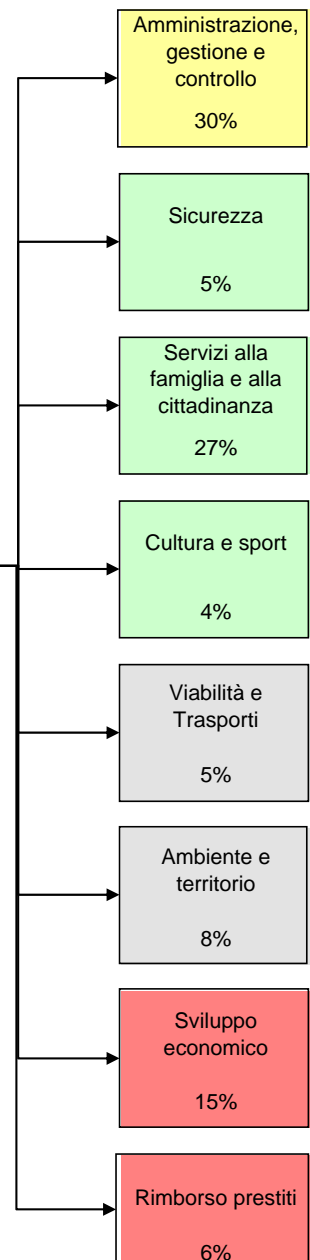 Amministrazione,
gestione e
controllo
30%
Sicurezza
5%
Servizi alla
famiglia e alla
cittadinanza
27%
Cultura e sport
4%
Viabilità e
Trasporti
5%
Ambiente e
territorio
8%
Sviluppo
economico
15%
Rimborso prestiti
6%